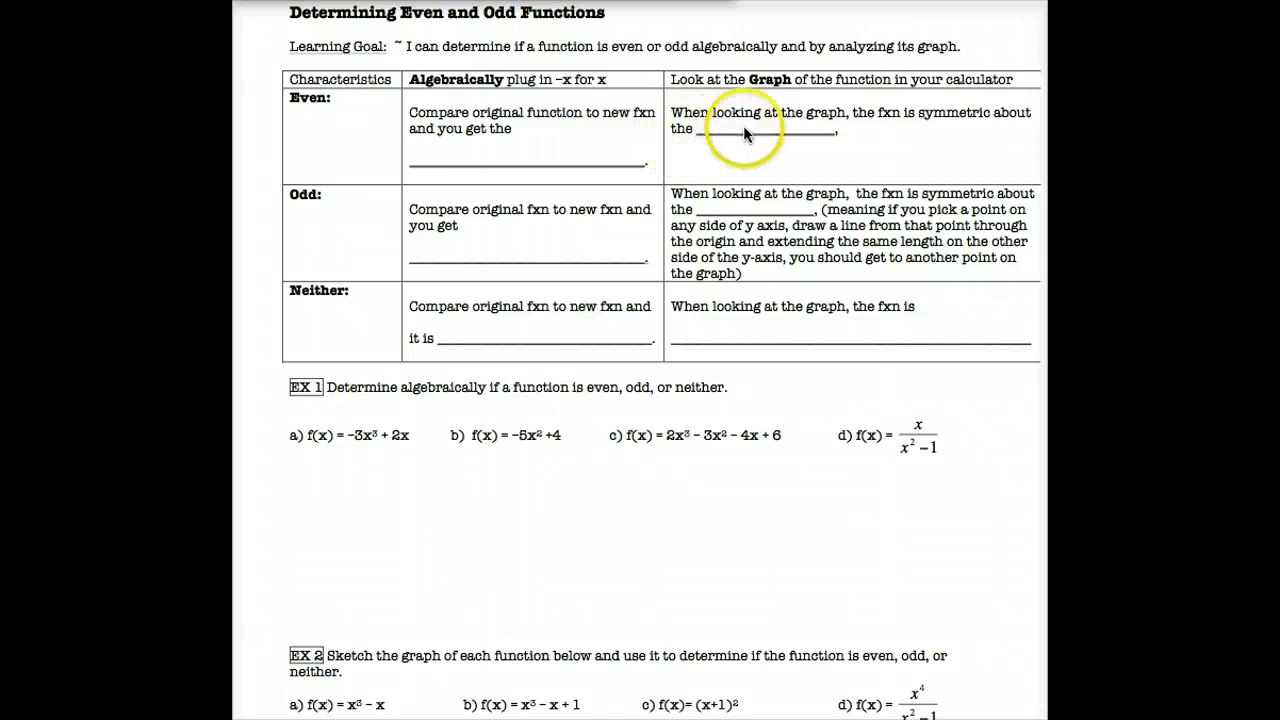 Determining Even and Odd Functions
Learning Goal: ~ I can determine if a function is even or odd algebraically and by analyzing its graph.
Characteristics
Algebraically plug in –x for x
Look at the Graph of the function in your calculator
Even:
Compare original function to new fxn
and you get the
____________________.
When looking at the graph, the fxn is symmetric about
the ____________,
Odd:
Compare original fxn to new fxn and
you get
____________________.
When looking at the graph, the fxn is symmetric about
the __________, (meaning if you pick a point on
any side of y axis, draw a line from that point through
the origin and extending the same length on the other
side of the y-axis, you should get to another point on
the graph)
Neither:
Compare original fxn to new fxn and
it is __________________.
When looking at the graph, the fxn is
______________________________
EX 1 Determine algebraically if a function is even, odd, or neither.
a) f(x) = –3x³ + 2x b) f(x) = –5x² +4 c) f(x) = 2x³ – 3x² – 4x + 6 d) f(x) = x / (x² – 1)
EX 2 Sketch the graph of each function below and use it to determine if the function is even, odd, or
neither.
a) f(x) = x³ – x b) f(x) = x³ – x + 1 c) f(x)= (x+1)² d) f(x) = x⁴ / (x² – 1)